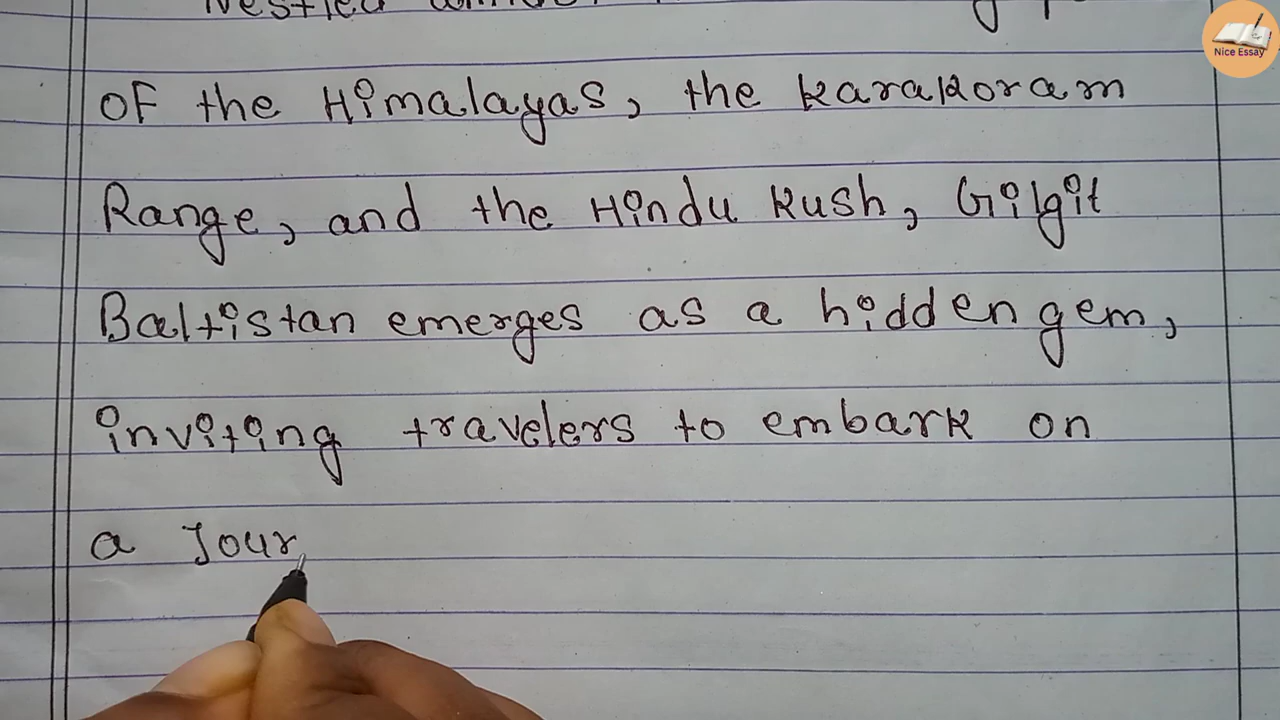 Nestled
of the Himalayas, the Karakoram
Range, and the Hindu Kush, Gilgit
Baltistan emerges as a hidden gem,
inviting travelers to embark on
a Jour
Nice Essay